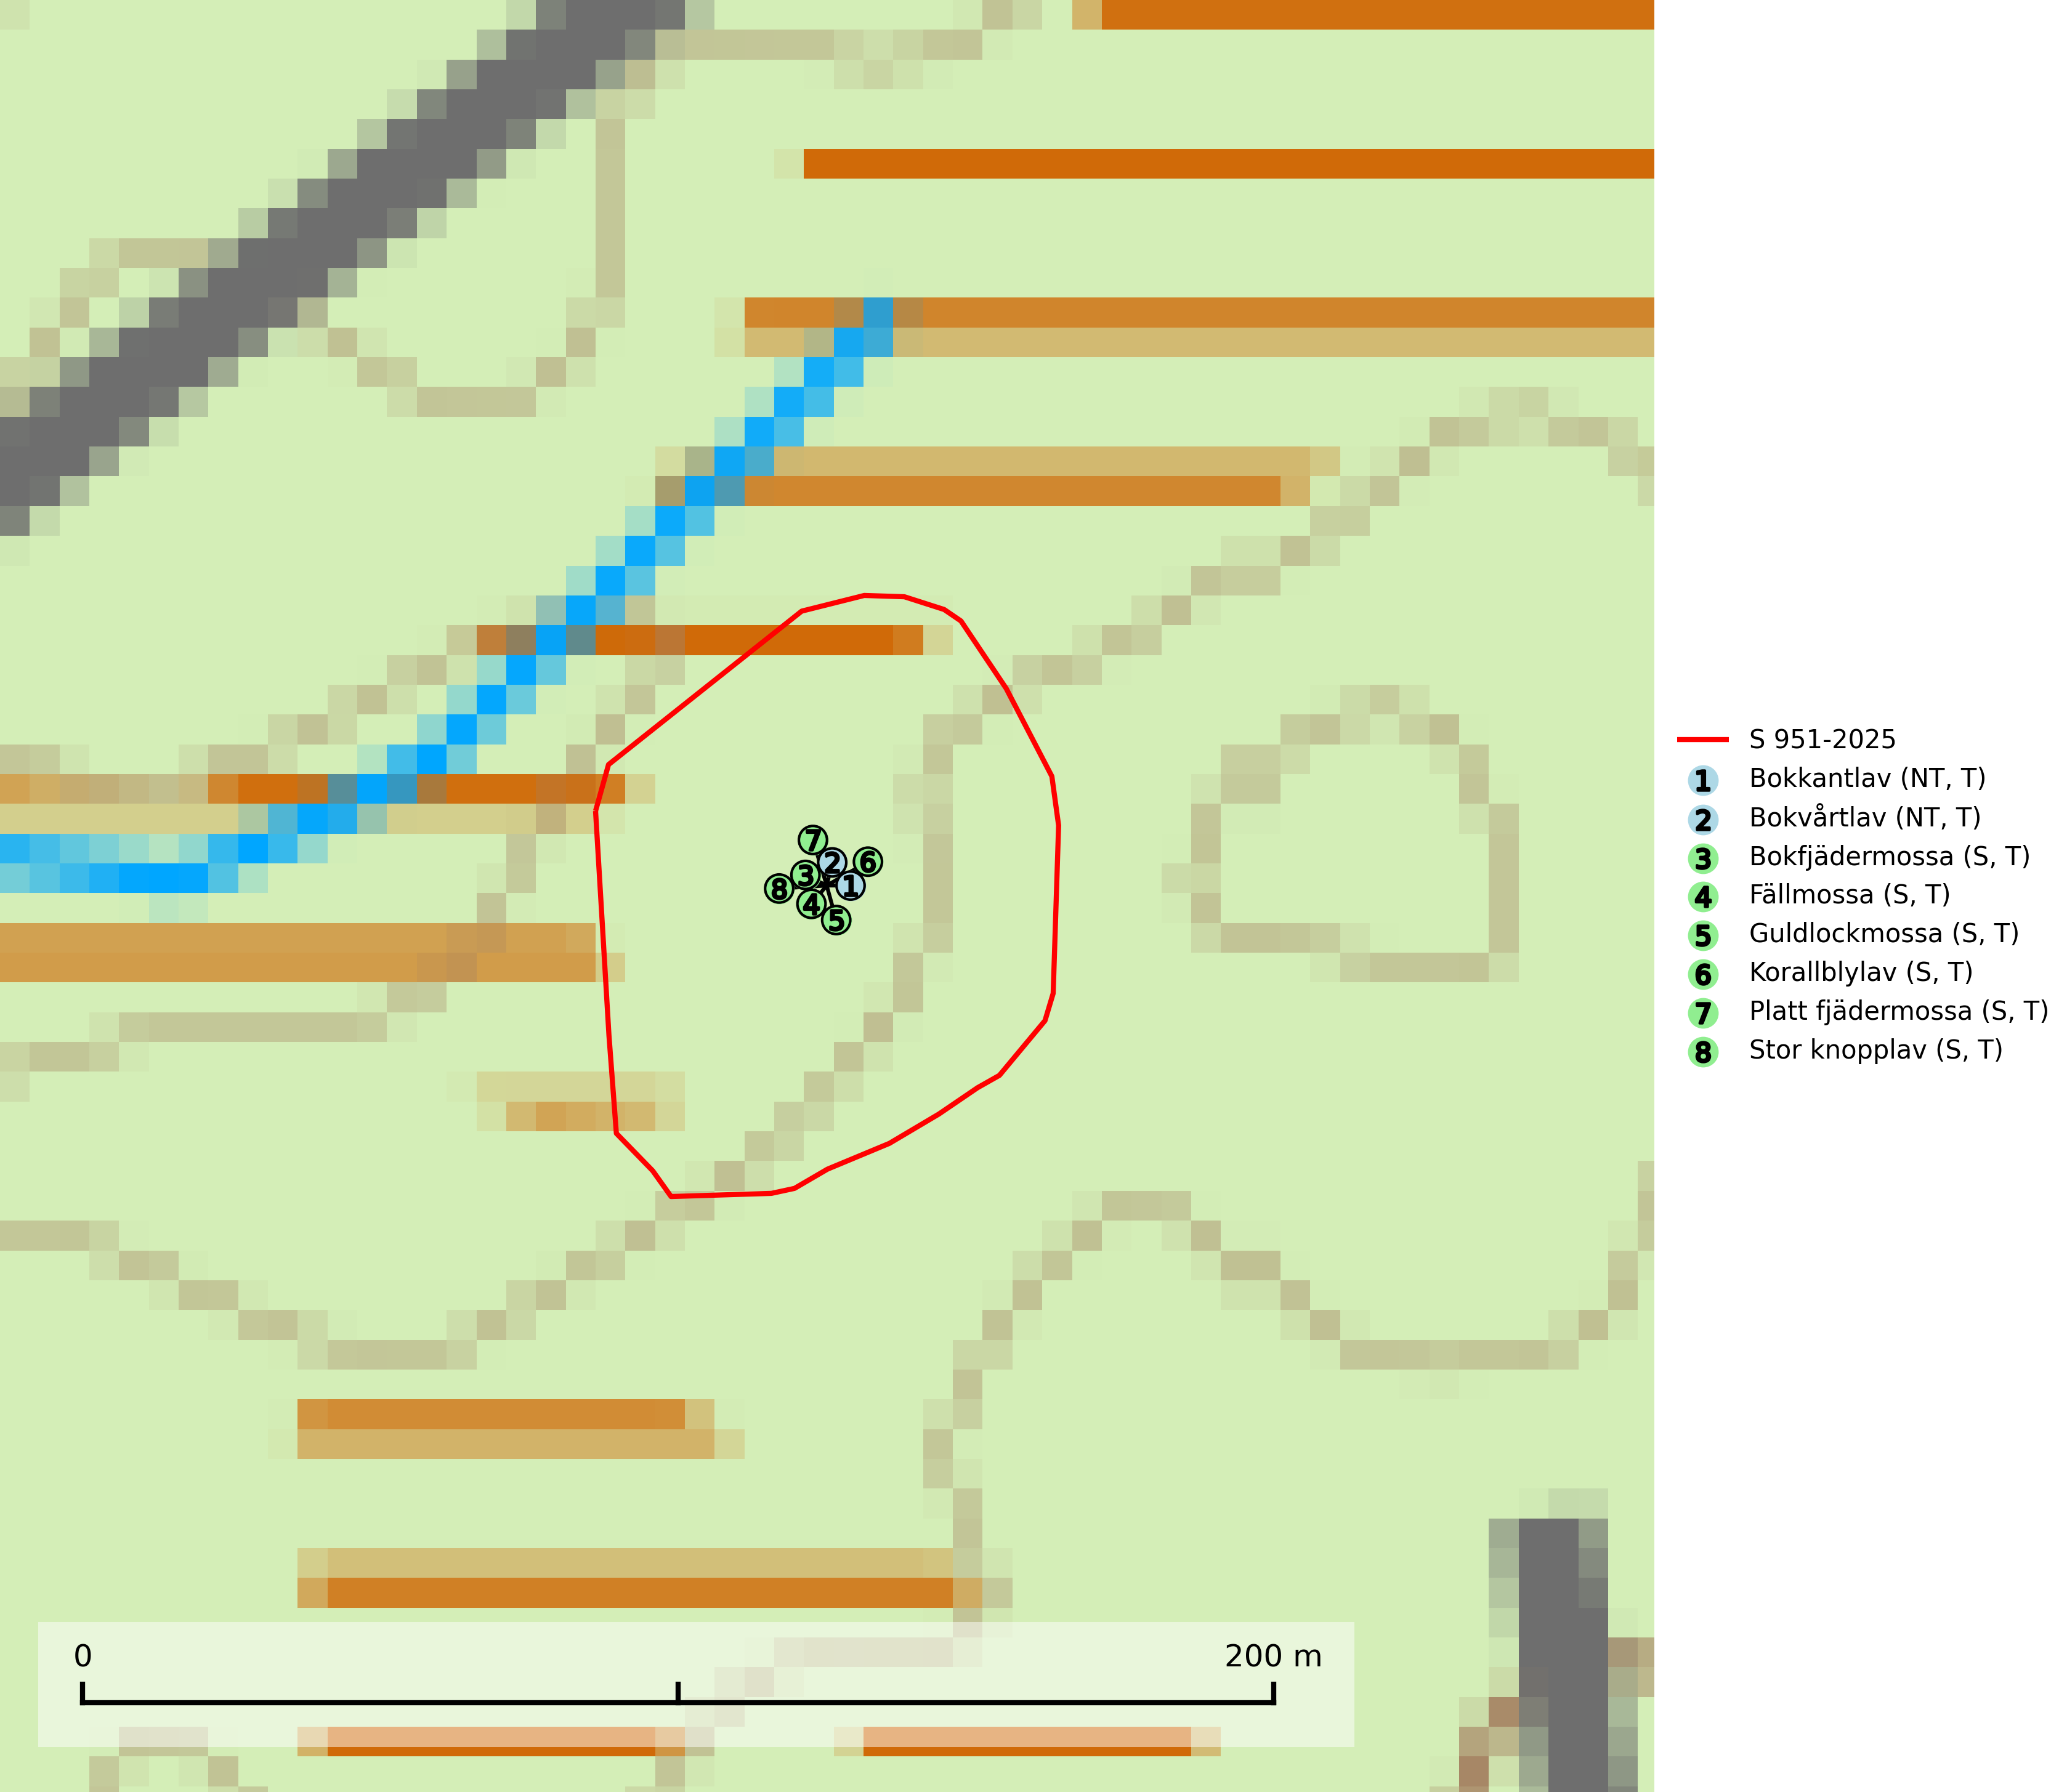 S 951-2025
1 Bokkantlav (NT, T)
2 Bokvårtlav (NT, T)
3 Bokfjädermossa (S, T)
4 Fällmossa (S, T)
5 Guldlockmossa (S, T)
6 Korallblylav (S, T)
7 Platt fjädermossa (S, T)
8 Stor knopplav (S, T)
7
2 6
3
8 1
4
5
0 200 m